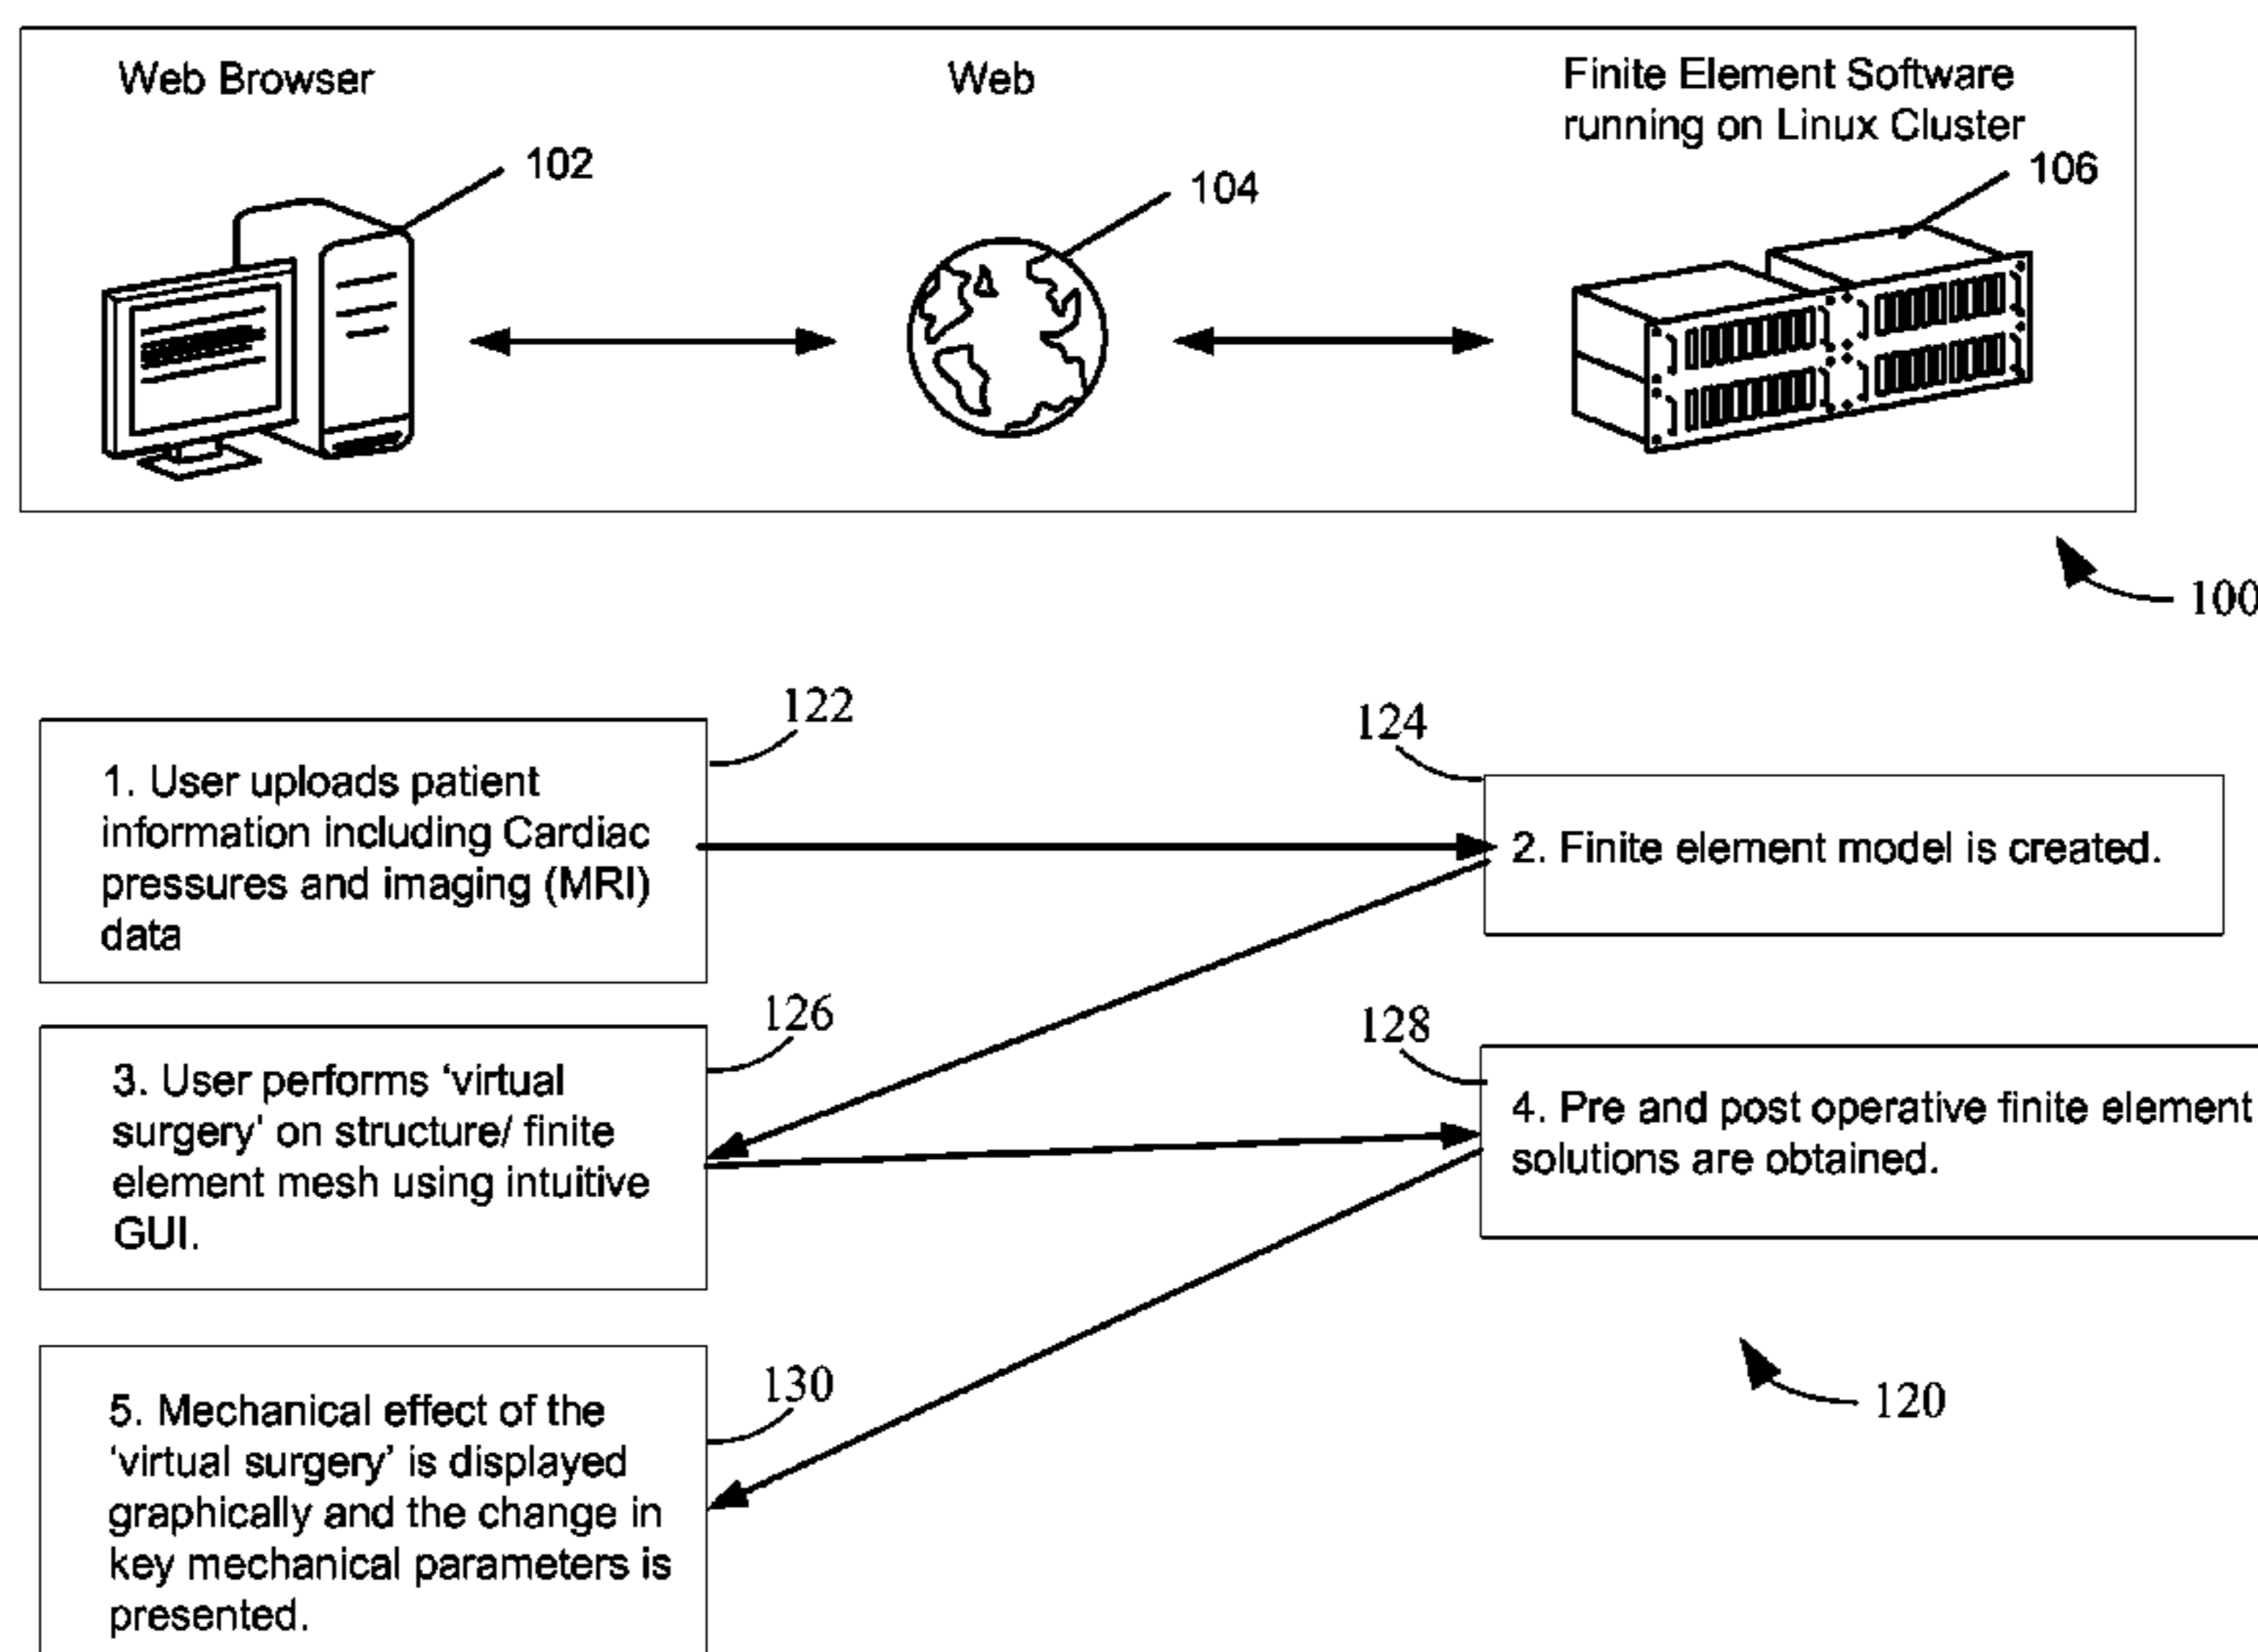 Web Browser
Web
Finite Element Software
running on Linux Cluster
102
104
106
100
122
124
1. User uploads patient
information including Cardiac
pressures and imaging (MRI)
data
2. Finite element model is created.
126
128
3. User performs ‘virtual
surgery’ on structure/ finite
element mesh using intuitive
GUI.
4. Pre and post operative finite element
solutions are obtained.
130
120
5. Mechanical effect of the
‘virtual surgery’ is displayed
graphically and the change in
key mechanical parameters is
presented.